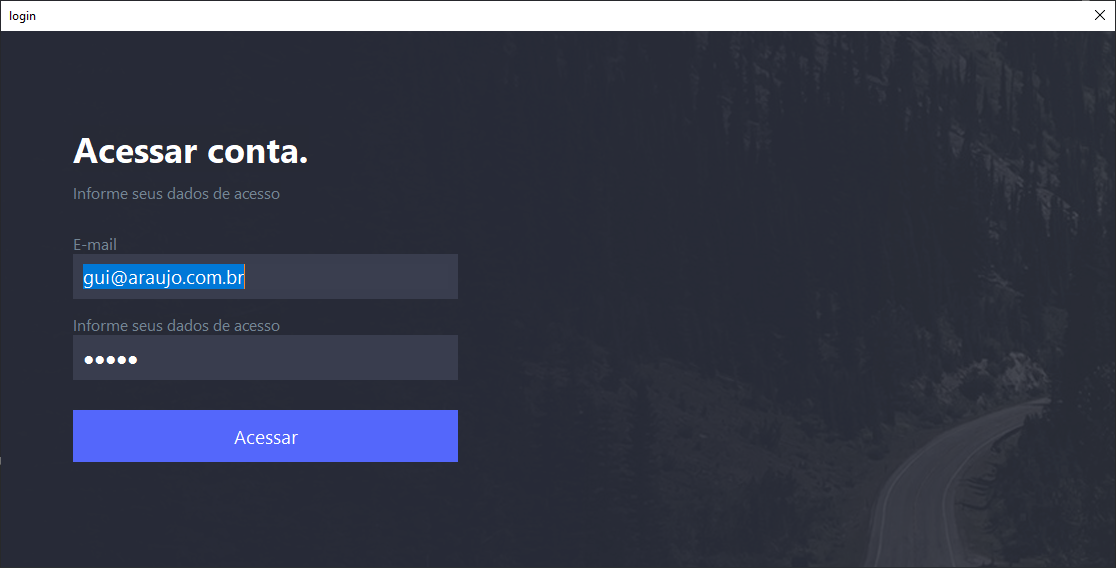 login
Acessar conta.
Informe seus dados de acesso
E-mail
gui@araujo.com.br
Informe seus dados de acesso
•••••
Acessar